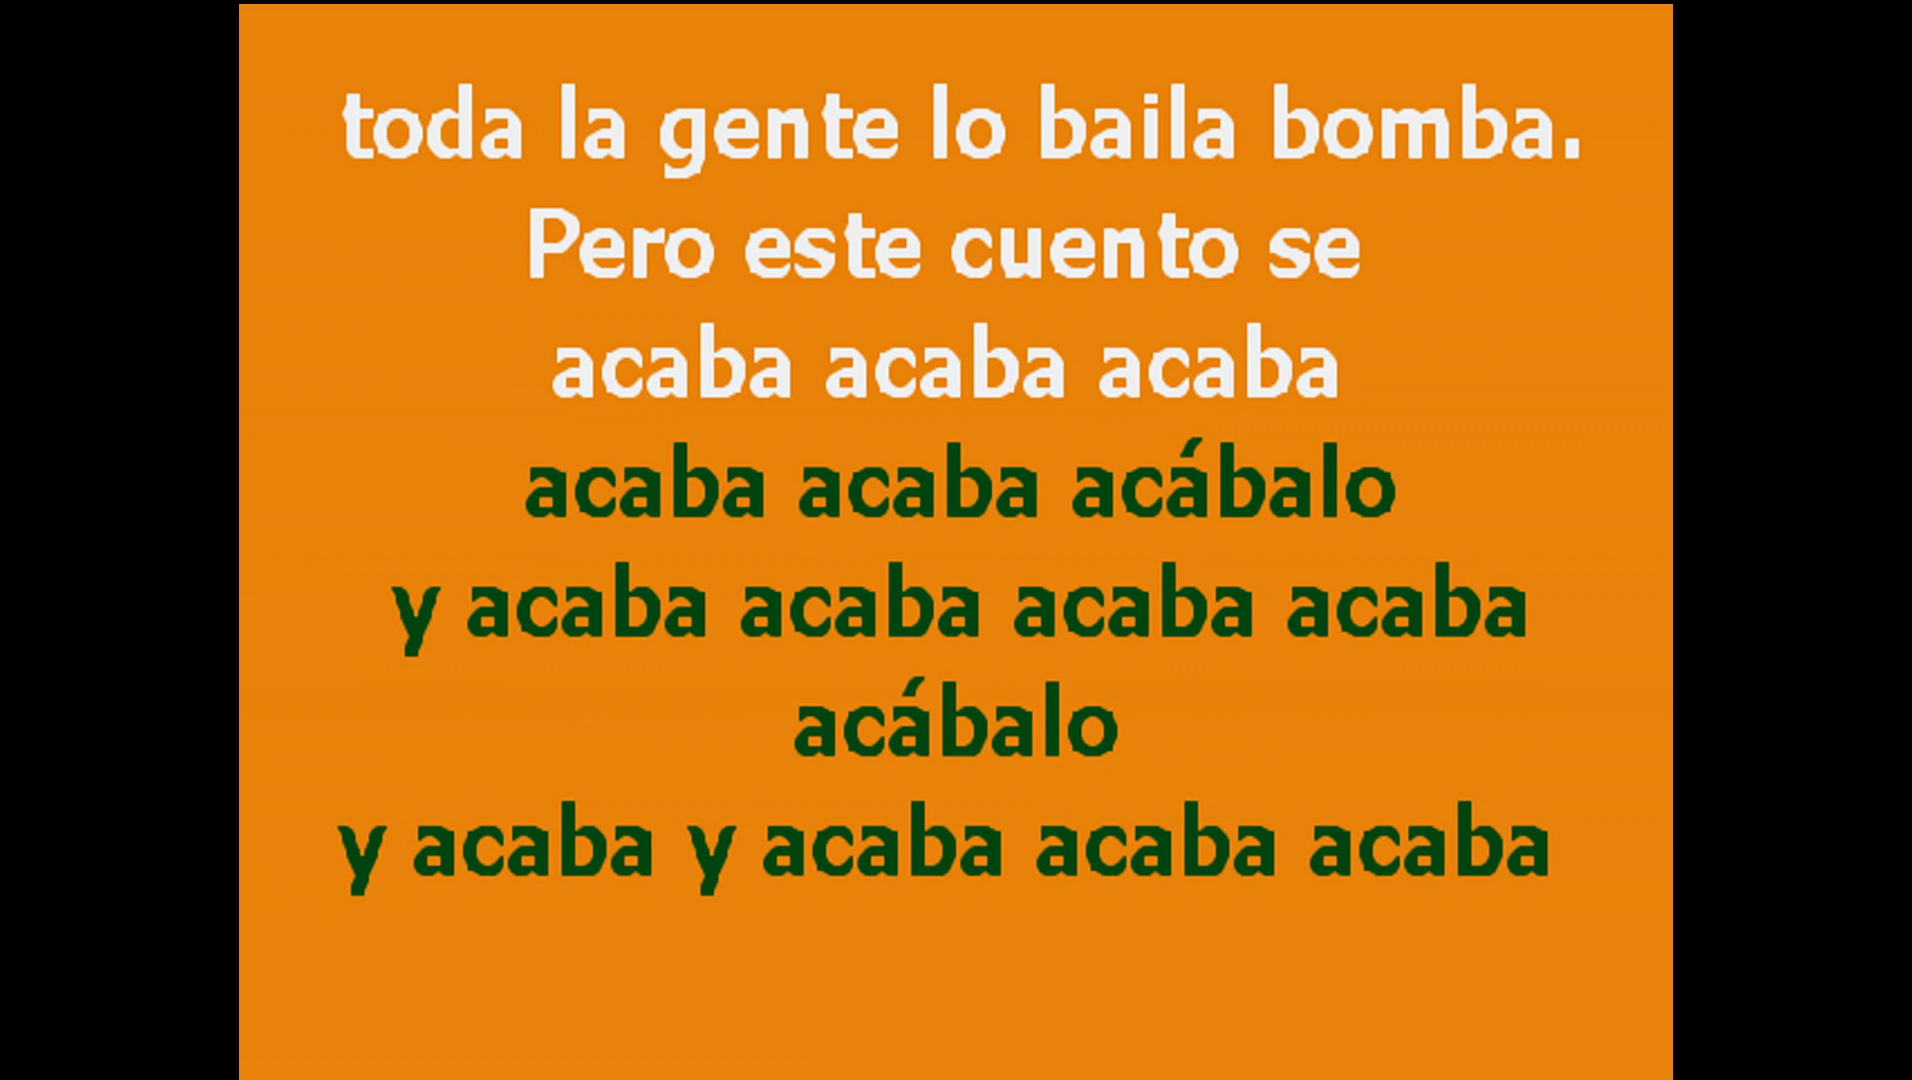 toda la gente lo baila bomba.
Pero este cuento se
acaba acaba acaba
acaba acaba acábalo
y acaba acaba acaba acaba
acábalo
y acaba y acaba acaba acaba